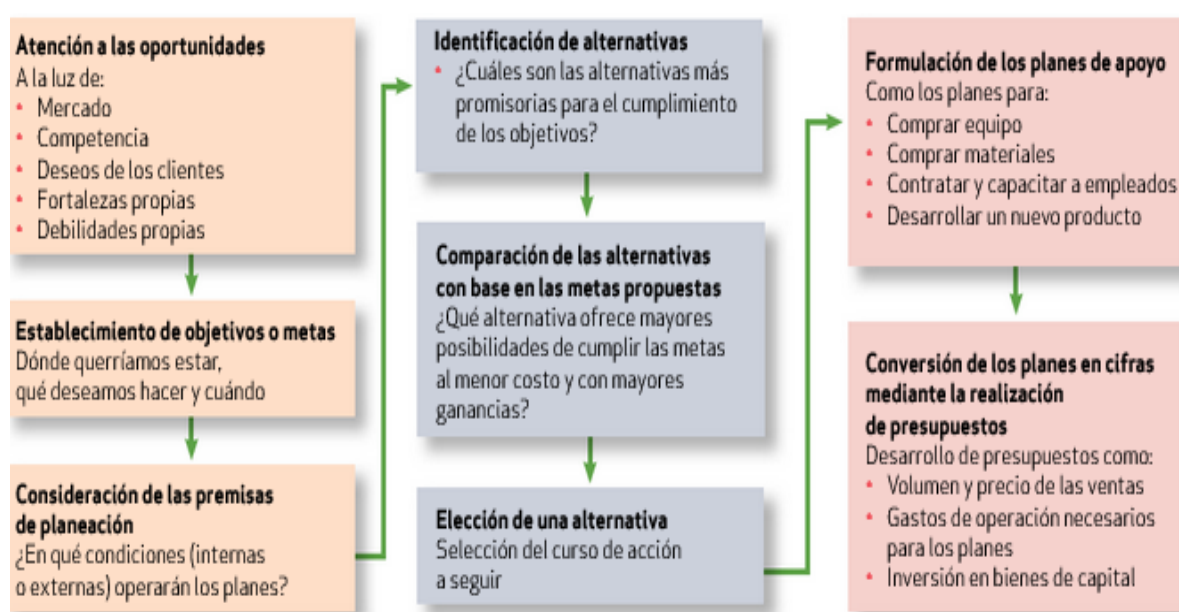 Atención a las oportunidades
A la luz de:
• Mercado
• Competencia
• Deseos de los clientes
• Fortalezas propias
• Debilidades propias
Establecimiento de objetivos o metas
Dónde querríamos estar,
qué deseamos hacer y cuándo
Consideración de las premisas
de planeación
¿En qué condiciones (internas
o externas) operarán los planes?
Identificación de alternativas
• ¿Cuáles son las alternativas más
promisorias para el cumplimiento
de los objetivos?
Comparación de las alternativas
con base en las metas propuestas
¿Qué alternativa ofrece mayores
posibilidades de cumplir las metas
al menor costo y con mayores
ganancias?
Elección de una alternativa
Selección del curso de acción
a seguir
Formulación de los planes de apoyo
Como los planes para:
• Comprar equipo
• Comprar materiales
• Contratar y capacitar a empleados
• Desarrollar un nuevo producto
Conversión de los planes en cifras
mediante la realización
de presupuestos
Desarrollo de presupuestos como:
• Volumen y precio de las ventas
• Gastos de operación necesarios
para los planes
• Inversión en bienes de capital